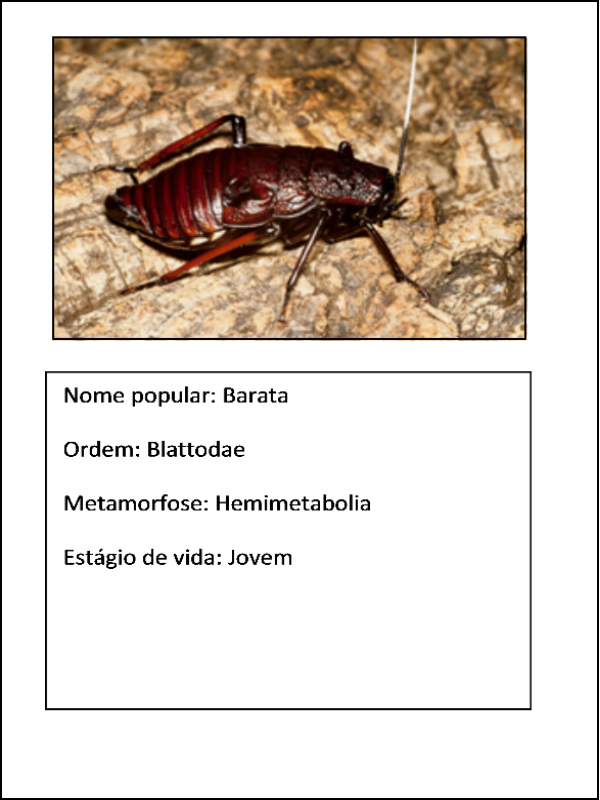 Nome popular: Barata
Ordem: Blattodae
Metamorfose: Hemimetabolia
Estágio de vida: Jovem